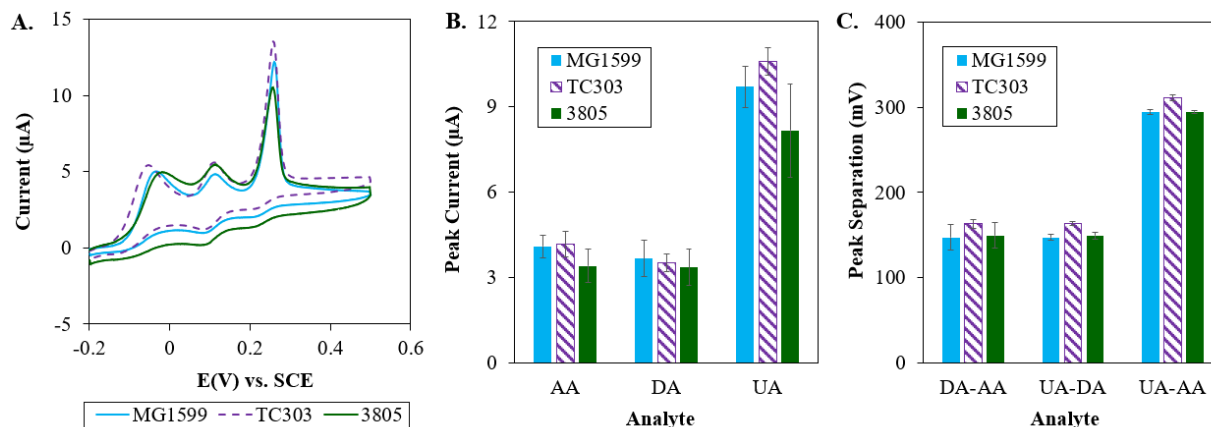 A.
Current (µA)
15
10
5
0
-5
-0.2 0 0.2 0.4 0.6
E(V) vs. SCE
MG1599 TC303 3805
B.
Peak Current (µA)
12
9
6
3
0
MG1599
TC303
3805
AA DA UA
Analyte
C.
Peak Separation (mV)
400
300
200
100
0
MG1599
TC303
3805
DA-AA UA-DA UA-AA
Analyte